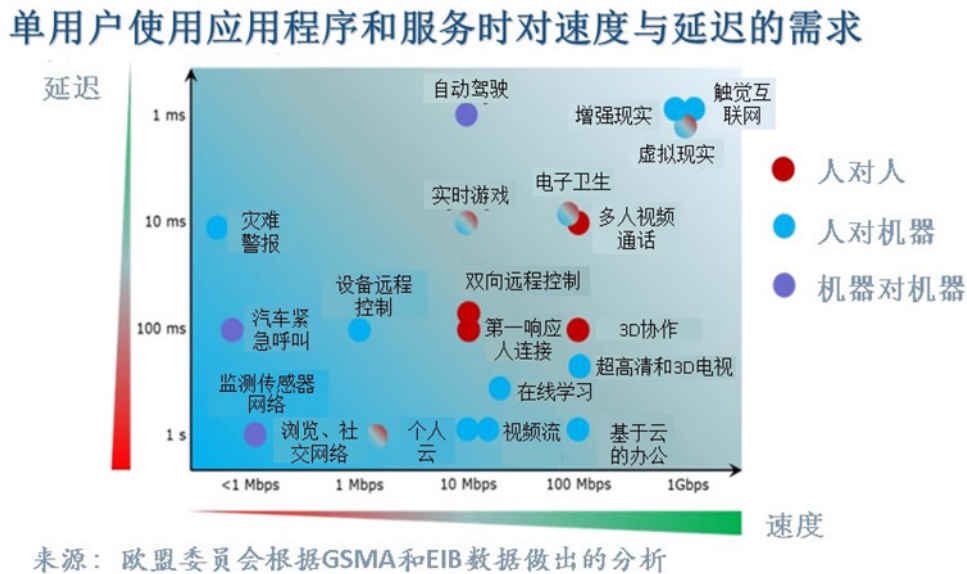 单用户使用应用程序和服务时对速度与延迟的需求
延迟
自动驾驶
1 ms
增强现实
触觉互
联网
虚拟现实
人对人
电子卫生
实时游戏
10 ms
灾难
警报
多人视频
通话
人对机器
设备远程
控制
双向远程控制
机器对机器
汽车紧
急呼叫
100 ms
第一响应
人连接
3D协作
超高清和3D电视
监测传感器
网络
在线学习
1 s
浏览、社
交网络
个人
云
视频流
基于云
的办公
<1 Mbps
1 Mbps
10 Mbps
100 Mbps
1Gbps
速度
来源：欧盟委员会根据GSMA和EIB数据做出的分析